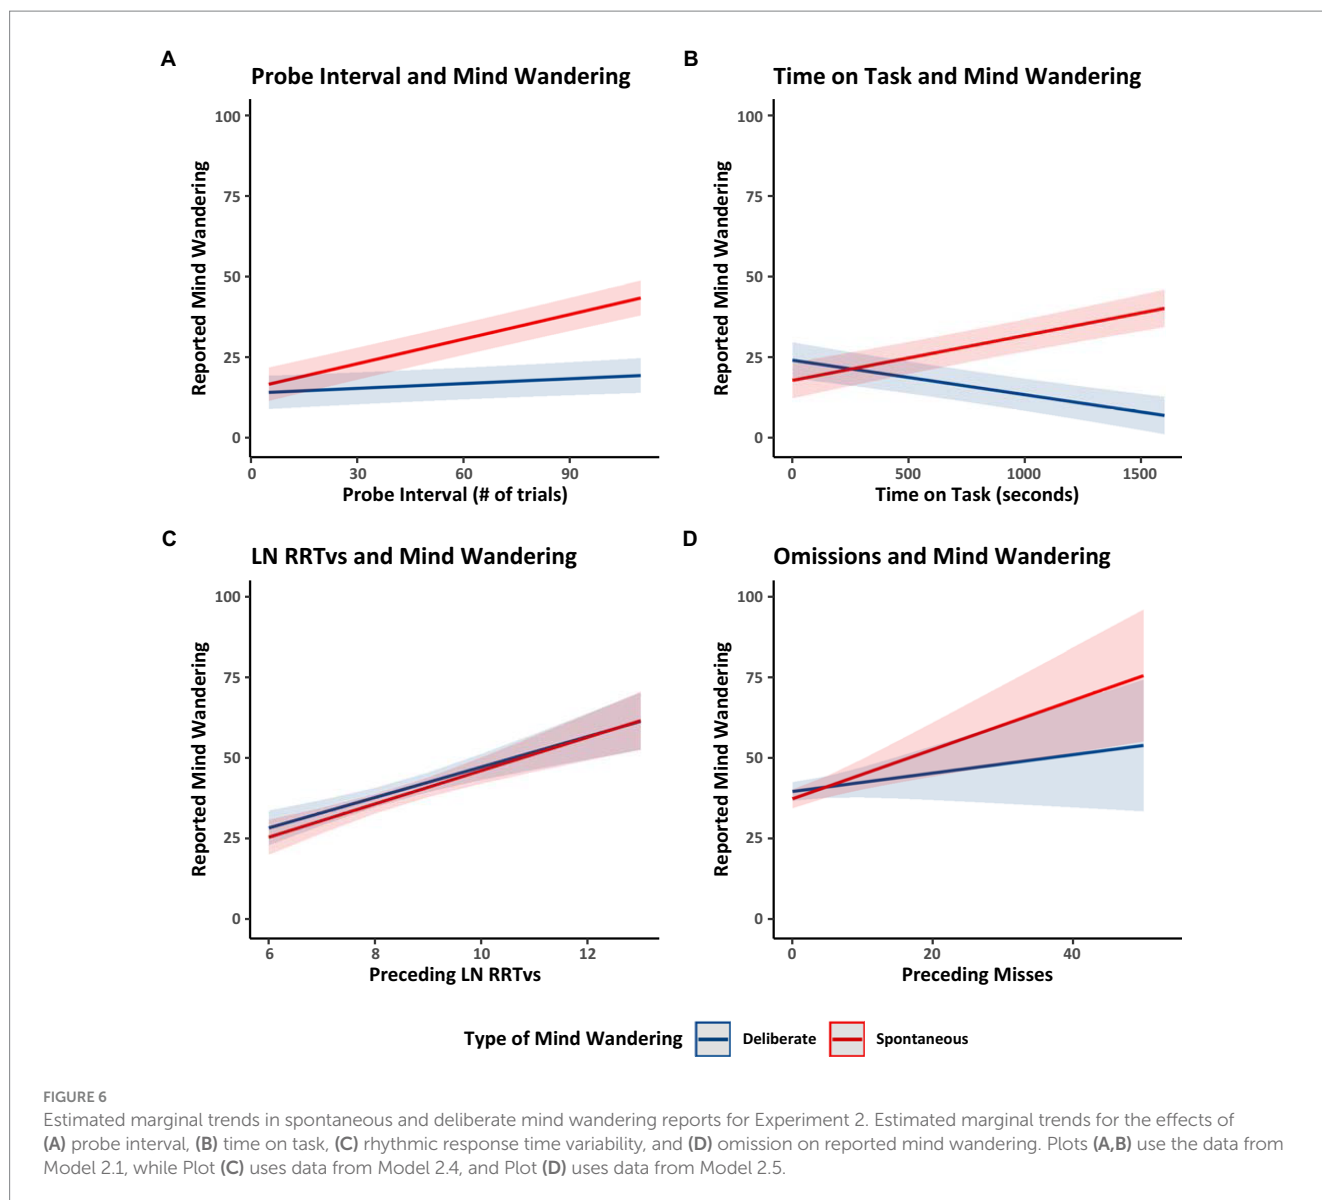 A
Probe Interval and Mind Wandering
100
75
50
25
0
Reported Mind Wandering
0 30 60 90
Probe Interval (# of trials)
B
Time on Task and Mind Wandering
100
75
50
25
0
Reported Mind Wandering
0 500 1000 1500
Time on Task (seconds)
C
LN RRTvs and Mind Wandering
100
75
50
25
0
Reported Mind Wandering
6 8 10 12
Preceding LN RRTvs
D
Omissions and Mind Wandering
100
75
50
25
0
Reported Mind Wandering
0 20 40
Preceding Misses
Type of Mind Wandering Deliberate Spontaneous
FIGURE 6
Estimated marginal trends in spontaneous and deliberate mind wandering reports for Experiment 2. Estimated marginal trends for the effects of
(A) probe interval, (B) time on task, (C) rhythmic response time variability, and (D) omission on reported mind wandering. Plots (A,B) use the data from
Model 2.1, while Plot (C) uses data from Model 2.4, and Plot (D) uses data from Model 2.5.